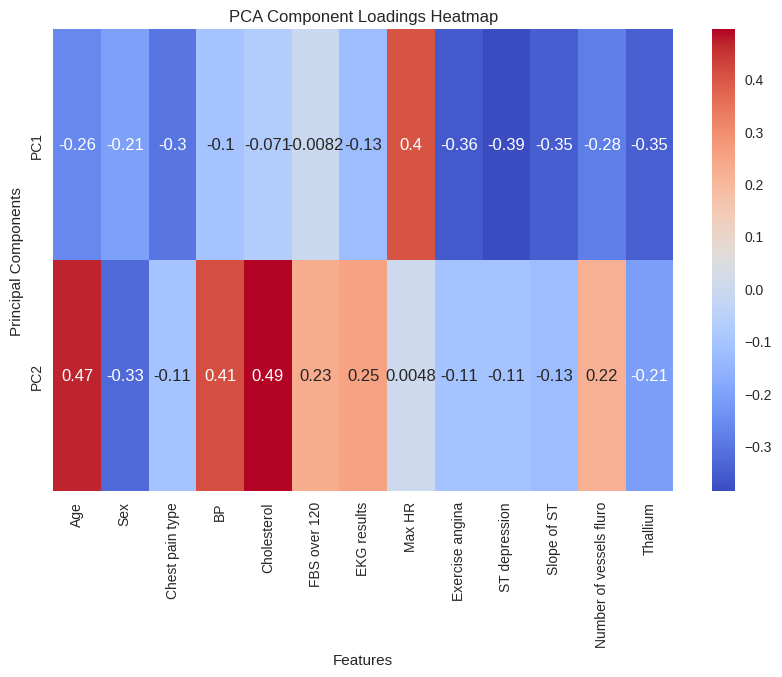 PCA Component Loadings Heatmap
Principal Components
PC1
-0.26 -0.21 -0.3 -0.1 -0.071 -0.0082 -0.13 0.4 -0.36 -0.39 -0.35 -0.28 -0.35
PC2
0.47 -0.33 -0.11 0.41 0.49 0.23 0.25 0.0048 -0.11 -0.11 -0.13 0.22 -0.21
Age
Sex
Chest pain type
BP
Cholesterol
FBS over 120
EKG results
Max HR
Exercise angina
ST depression
Slope of ST
Number of vessels fluro
Thallium
Features
0.4
0.3
0.2
0.1
0.0
−0.1
−0.2
−0.3